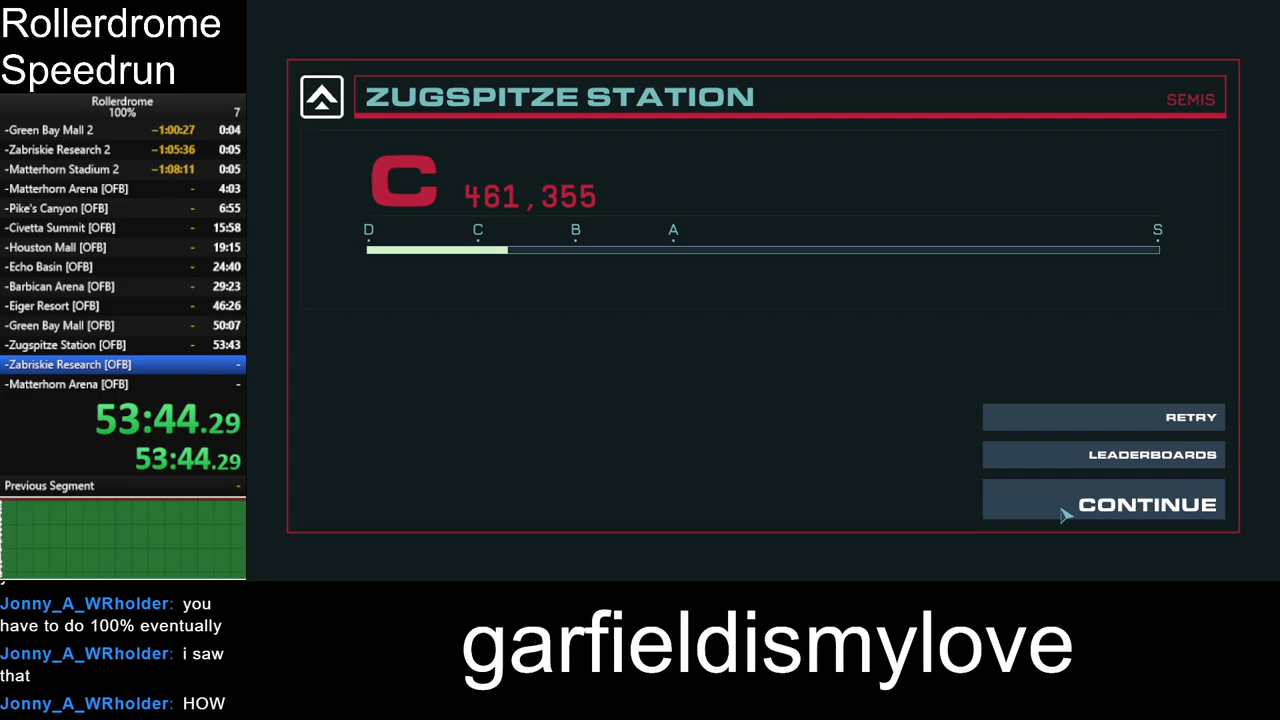 Rollerdrome
Speedrun
Rollerdrome
100% 7
-Green Bay Mall 2 −1:00:27 0:04
-Zabriskie Research 2 −1:05:36 0:05
-Matterhorn Stadium 2 −1:08:11 0:05
-Matterhorn Arena [OFB] - 4:03
-Pike's Canyon [OFB] - 6:55
-Civetta Summit [OFB] - 15:58
-Houston Mall [OFB] - 19:15
-Echo Basin [OFB] - 24:40
-Barbican Arena [OFB] - 29:23
-Eiger Resort [OFB] - 46:26
-Green Bay Mall [OFB] - 50:07
-Zugspitze Station [OFB] - 53:43
-Zabriskie Research [OFB] -
-Matterhorn Arena [OFB] -
53:44.29
53:44.29
Previous Segment -
Jonny_A_WRholder: you
have to do 100% eventually
Jonny_A_WRholder: i saw
that
Jonny_A_WRholder: HOW
ZUGSPITZE STATION
SEMIS
C 461,355
D C B A S
RETRY
LEADERBOARDS
CONTINUE
garfieldismylove